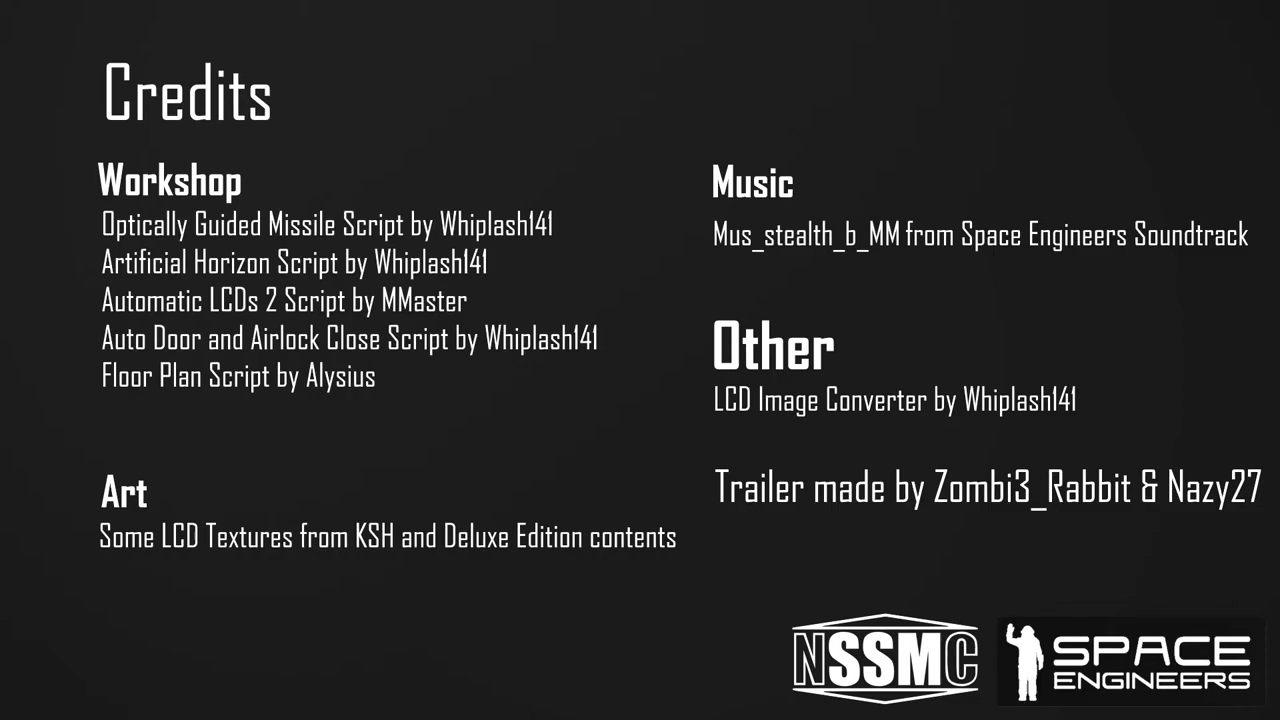 Credits
Workshop
Optically Guided Missile Script by Whiplash141
Artificial Horizon Script by Whiplash141
Automatic LCDs 2 Script by MMaster
Auto Door and Airlock Close Script by Whiplash141
Floor Plan Script by Alysius
Art
Some LCD Textures from KSH and Deluxe Edition contents
Music
Mus_stealth_b_MM from Space Engineers Soundtrack
Other
LCD Image Converter by Whiplash141
Trailer made by Zombi3_Rabbit & Nazy27
NSSMC
SPACE
ENGINEERS